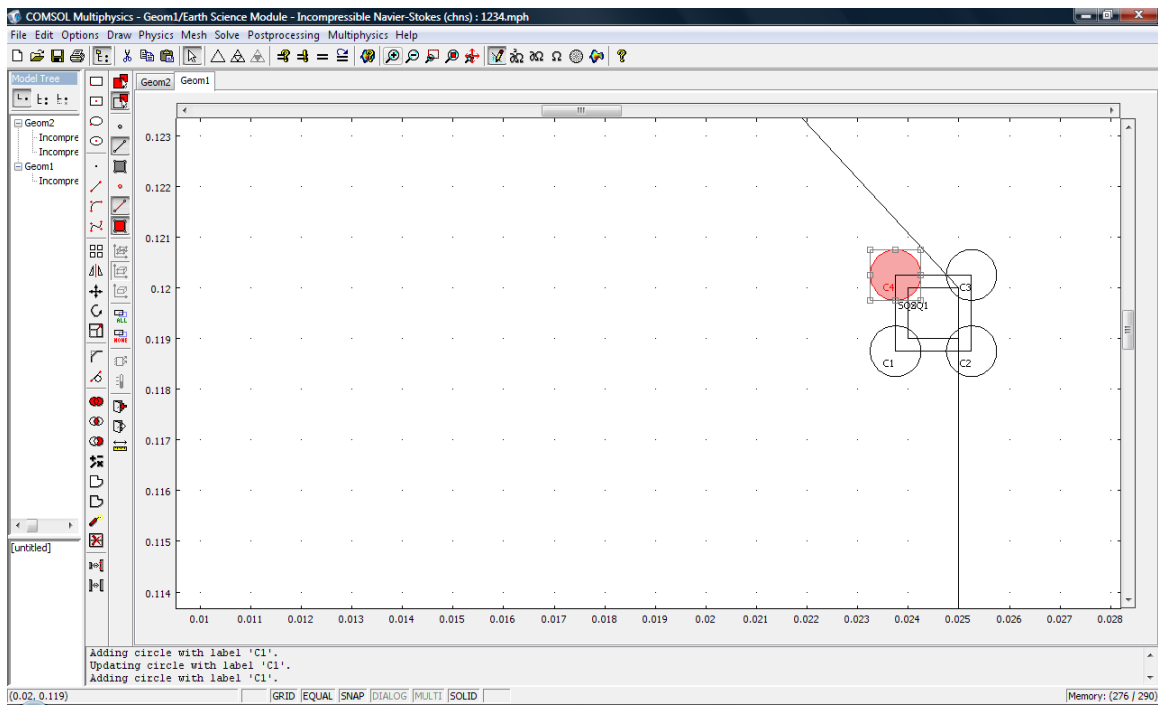 COMSOL Multiphysics - Geom1/Earth Science Module - Incompressible Navier-Stokes (chns) : 1234.mph
File Edit Options Draw Physics Mesh Solve Postprocessing Multiphysics Help
Model Tree
Geom2 Geom1
Geom2
Incompre
Incompre
Geom1
Incompre
ALL
NONE
0.123
0.122
0.121
0.12
0.119
0.118
0.117
0.116
0.115
0.114
C4 C3
C1 C2
0.01 0.011 0.012 0.013 0.014 0.015 0.016 0.017 0.018 0.019 0.02 0.021 0.022 0.023 0.024 0.025 0.026 0.027 0.028
[untitled]
Adding circle with label 'C1'.
Updating circle with label 'C1'.
Adding circle with label 'C1'.
(0.02, 0.119) GRID EQUAL SNAP DIALOG MULTI SOLID Memory: (276 / 290)